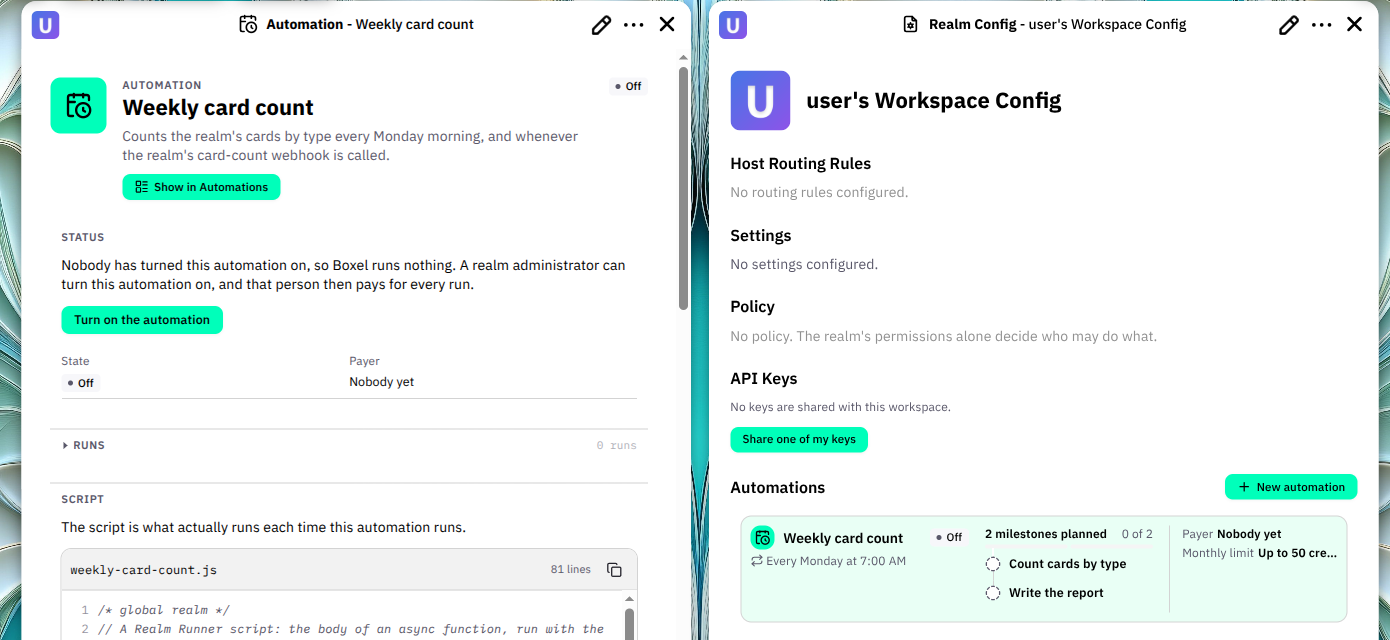 U
Automation - Weekly card count
AUTOMATION
Off
Weekly card count
Counts the realm's cards by type every Monday morning, and whenever
the realm's card-count webhook is called.
Show in Automations
STATUS
Nobody has turned this automation on, so Boxel runs nothing. A realm administrator can
turn this automation on, and that person then pays for every run.
Turn on the automation
State
Payer
Off
Nobody yet
RUNS
0 runs
SCRIPT
The script is what actually runs each time this automation runs.
weekly-card-count.js
81 lines
1 /* global realm */
2 // A Realm Runner script: the body of an async function, run with the
U
Realm Config - user's Workspace Config
U
user's Workspace Config
Host Routing Rules
No routing rules configured.
Settings
No settings configured.
Policy
No policy. The realm's permissions alone decide who may do what.
API Keys
No keys are shared with this workspace.
Share one of my keys
Automations
+ New automation
Weekly card count
Off
Every Monday at 7:00 AM
2 milestones planned 0 of 2
Count cards by type
Write the report
Payer Nobody yet
Monthly limit Up to 50 cre...